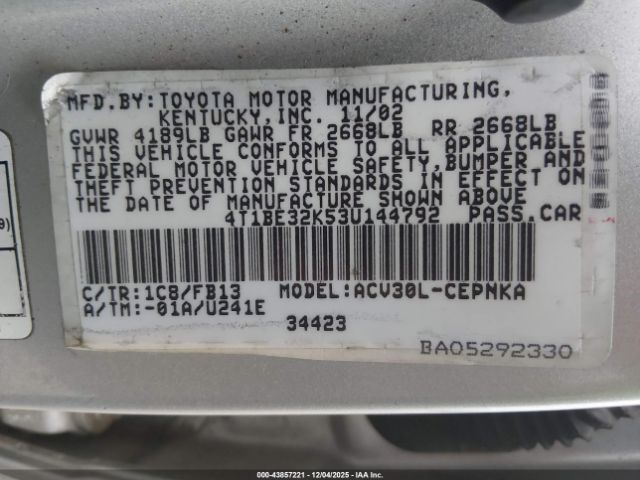 MFD.BY:TOYOTA MOTOR MANUFACTURING,
KENTUCKY,INC. 11/02
GVWR 4189LB GAWR FR 2668LB RR 2668LB
THIS VEHICLE CONFORMS TO ALL APPLICABLE
FEDERAL MOTOR VEHICLE SAFETY,BUMPER AND
THEFT PREVENTION STANDARDS IN EFFECT ON
THE DATE OF MANUFACTURE SHOWN ABOVE
4T1BE32K53U144792 PASS.CAR
C/TR:1C8/FB13 MODEL:ACV30L-CEPNKA
A/TM:-01A/U241E
34423
BA05292330
000-43857221 - 12/04/2025 - IAA Inc.